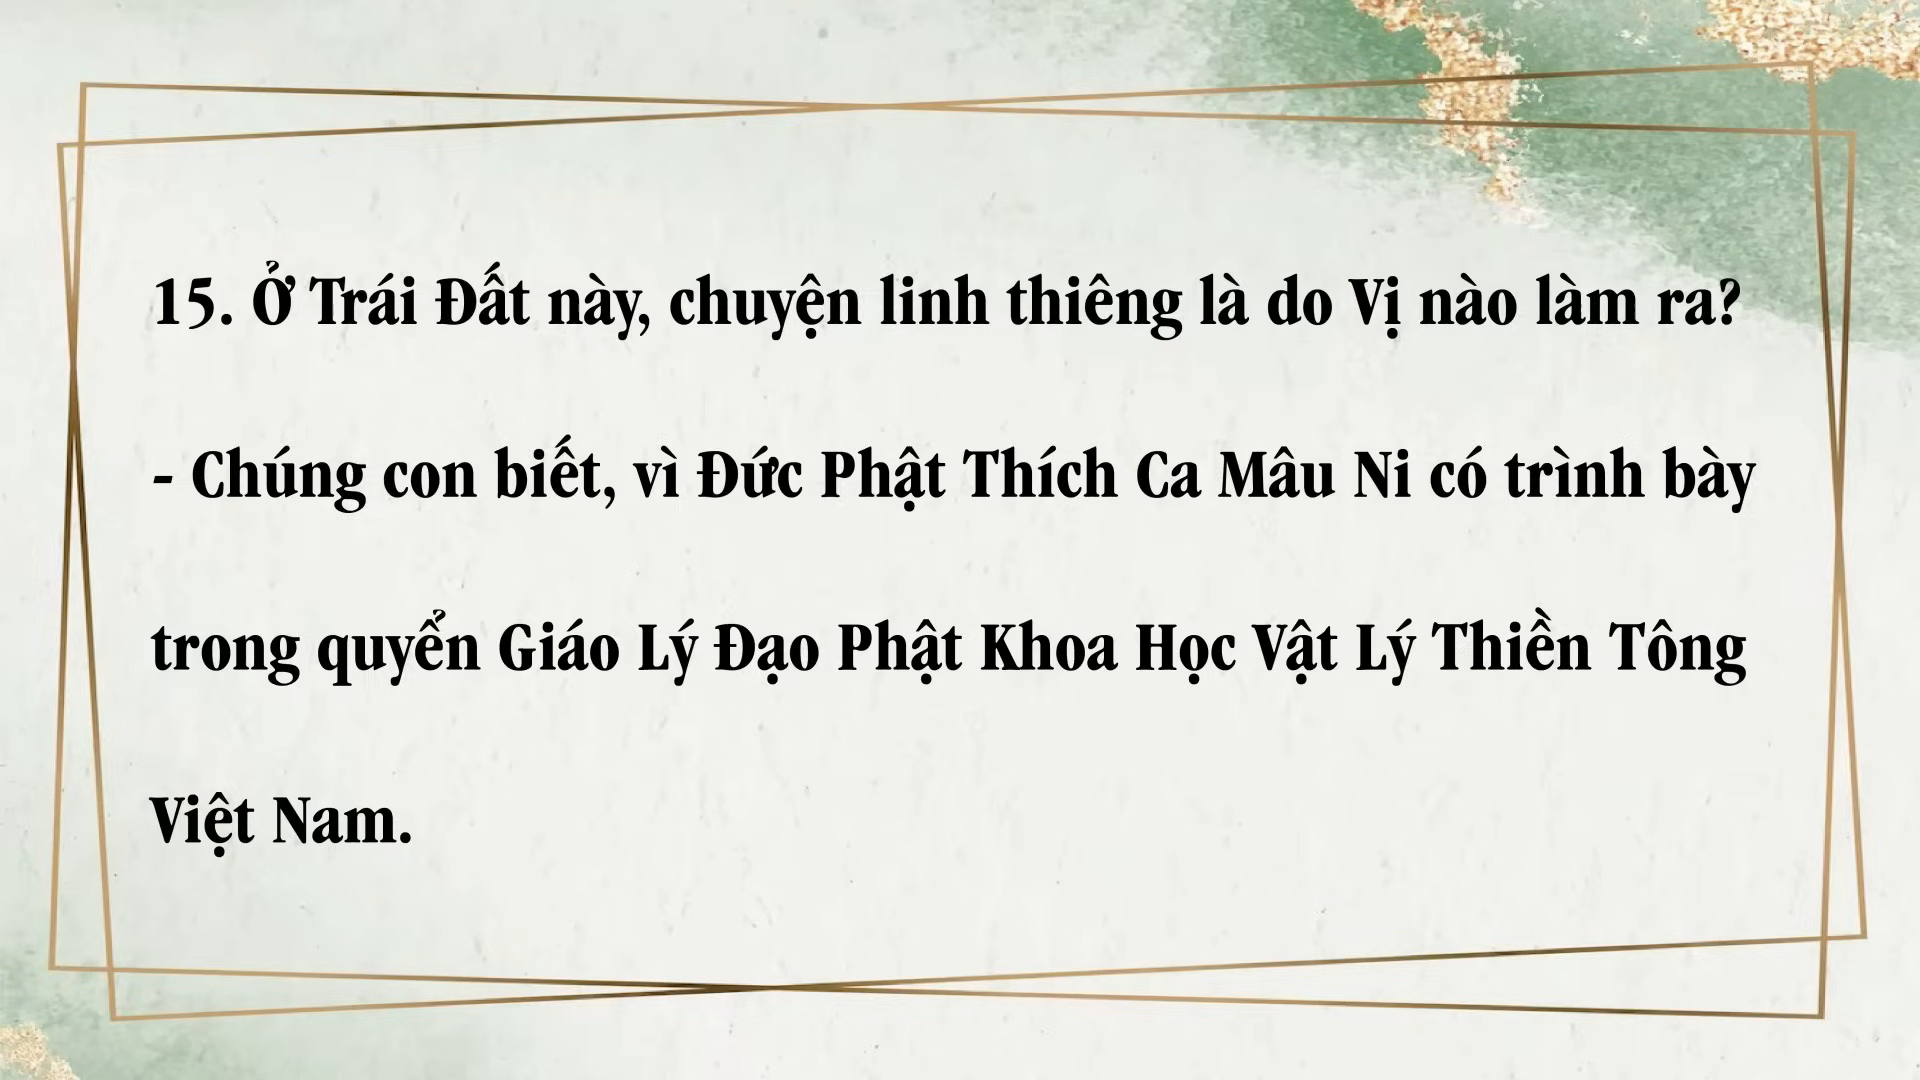 15. Ở Trái Đất này, chuyện linh thiêng là do Vị nào làm ra?
- Chúng con biết, vì Đức Phật Thích Ca Mâu Ni có trình bày
trong quyển Giáo Lý Đạo Phật Khoa Học Vật Lý Thiền Tông
Việt Nam.